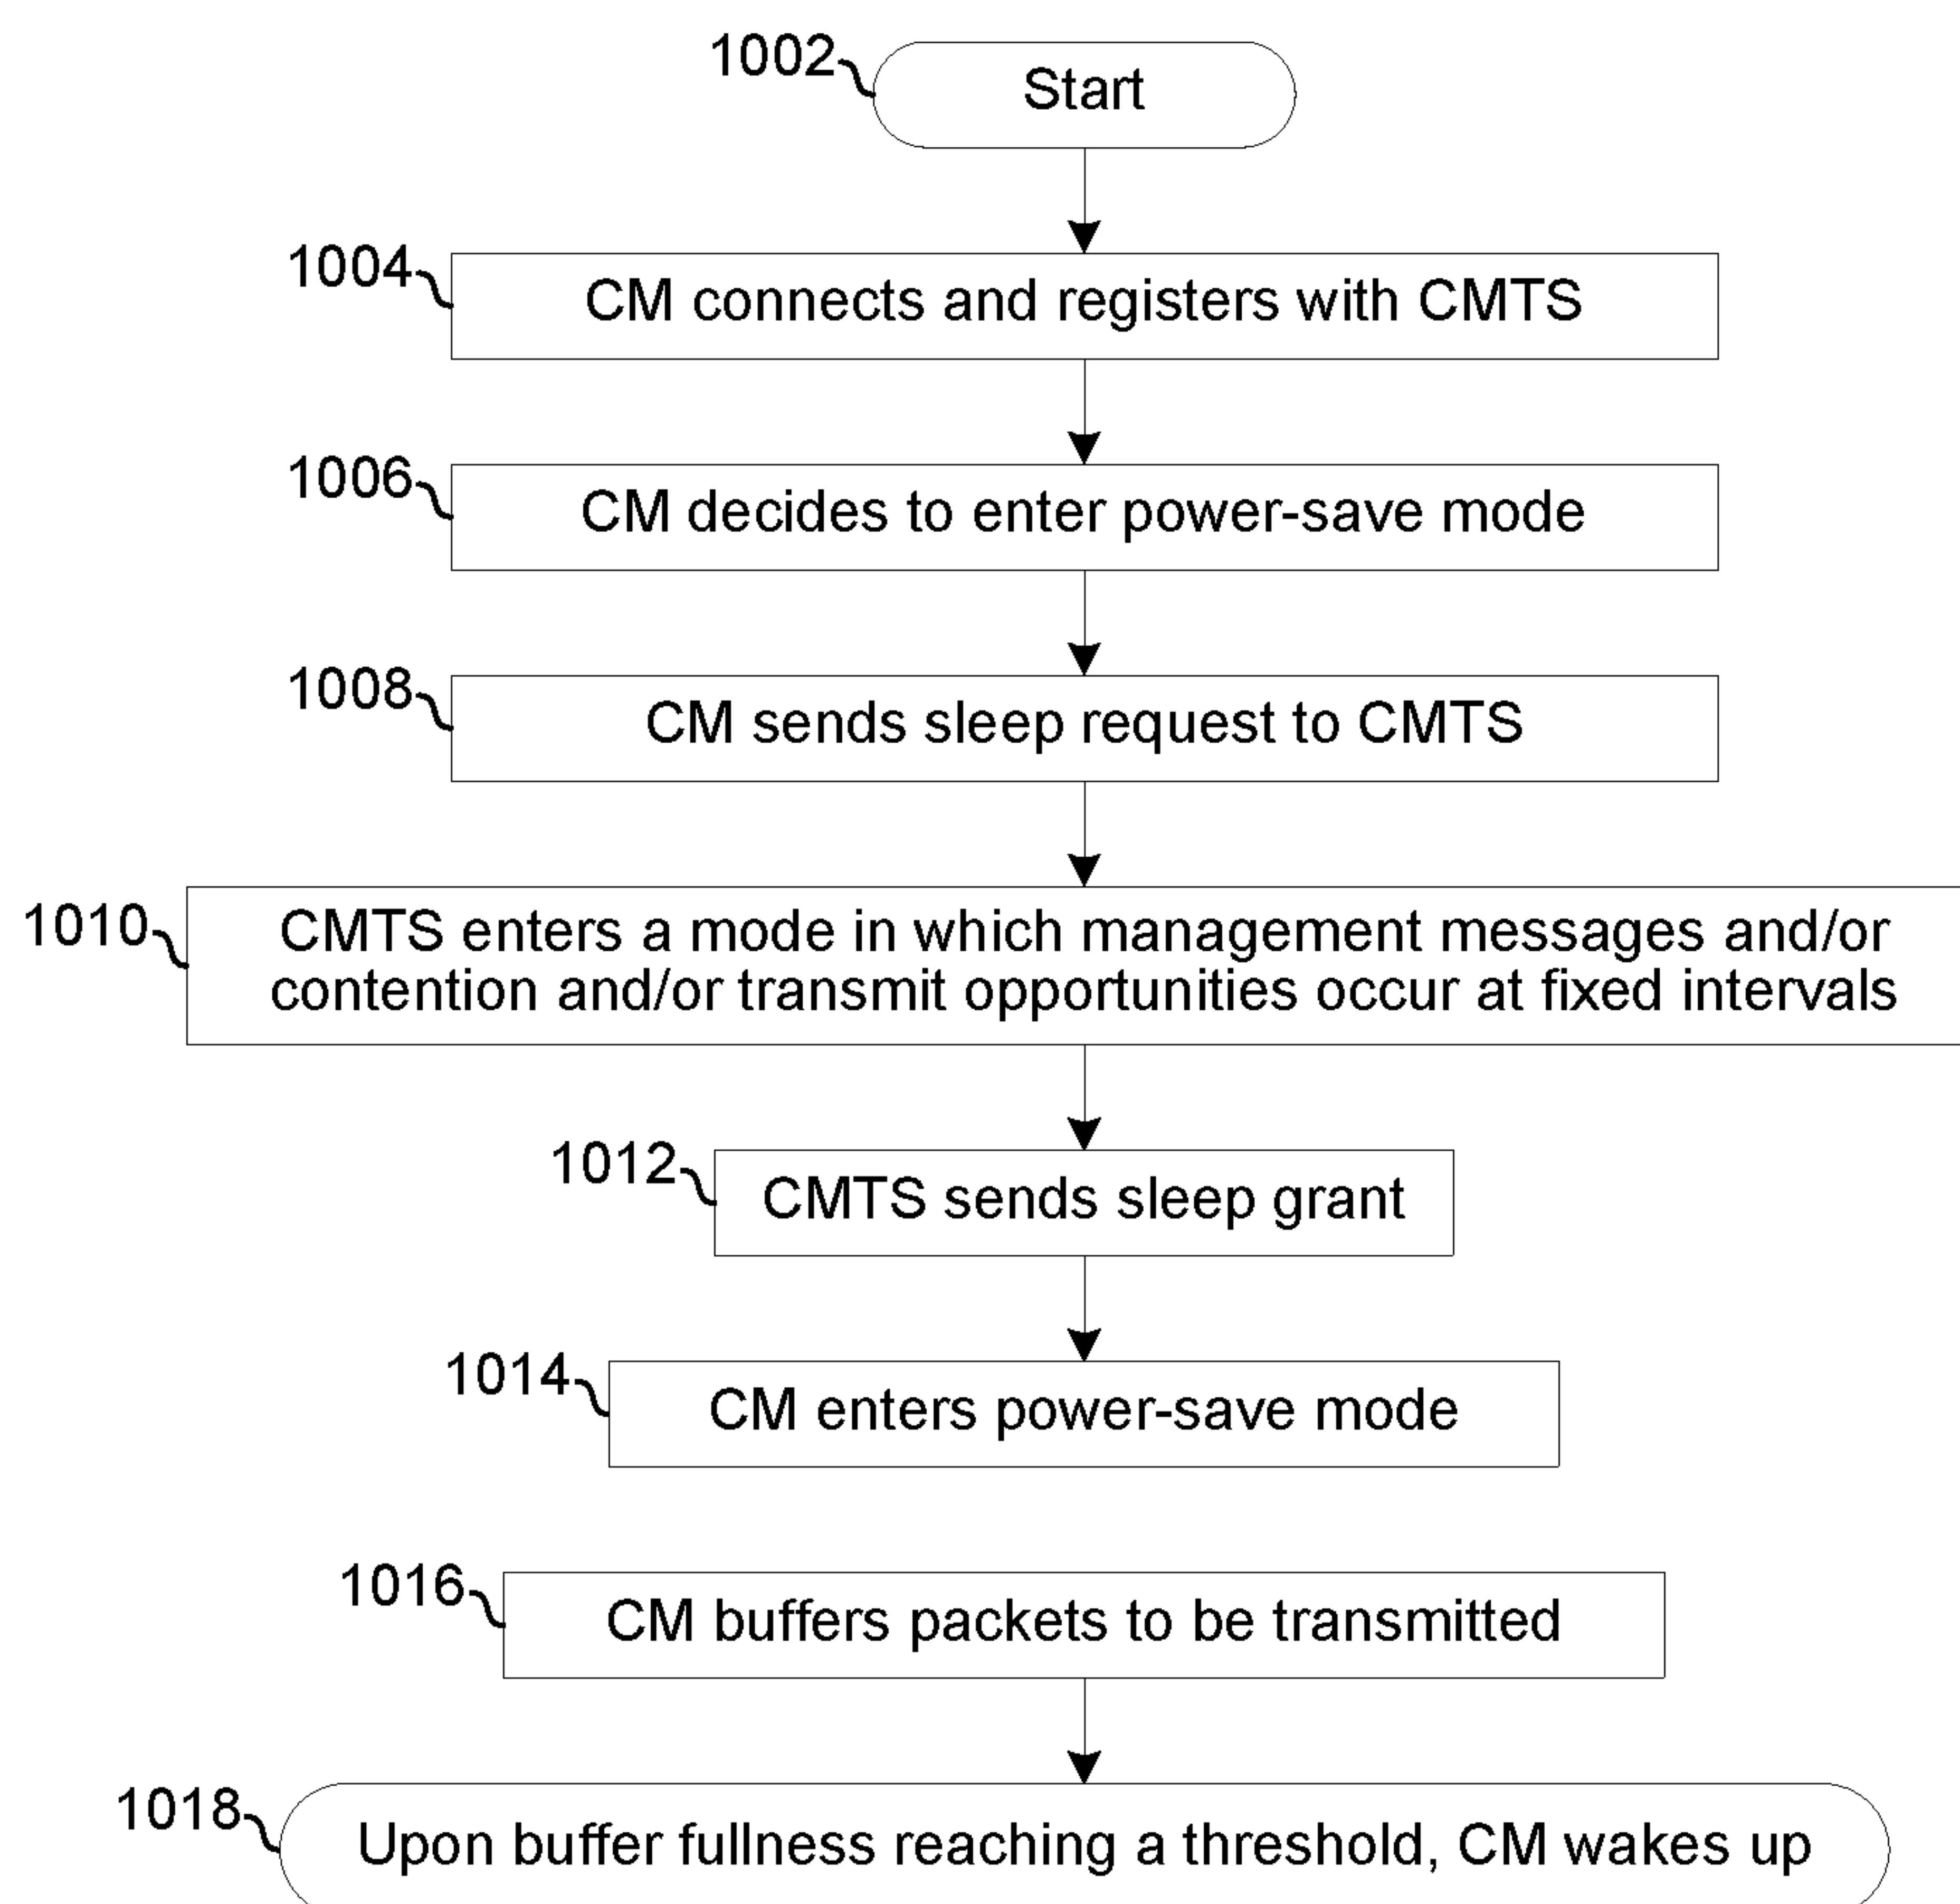 1002
Start
1004
CM connects and registers with CMTS
1006
CM decides to enter power-save mode
1008
CM sends sleep request to CMTS
1010
CMTS enters a mode in which management messages and/or
contention and/or transmit opportunities occur at fixed intervals
1012
CMTS sends sleep grant
1014
CM enters power-save mode
1016
CM buffers packets to be transmitted
1018
Upon buffer fullness reaching a threshold, CM wakes up